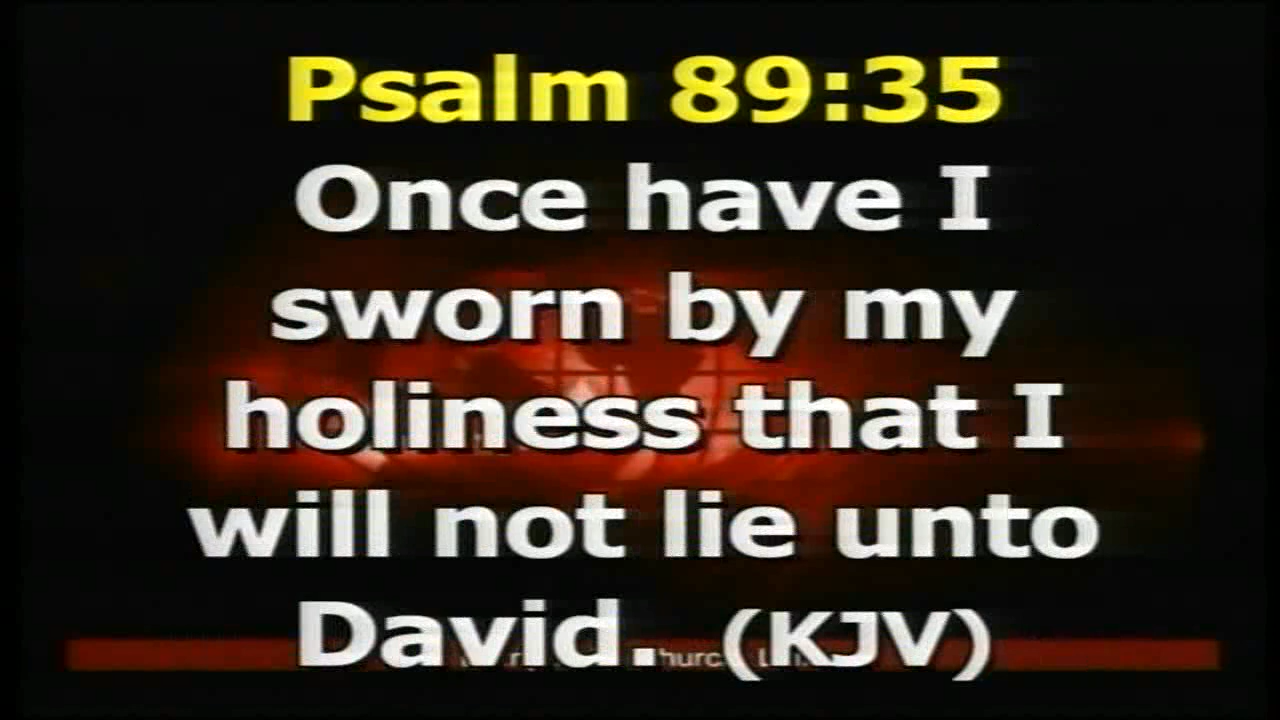 Psalm 89:35
Once have I
sworn by my
holiness that I
will not lie unto
David. (KJV)